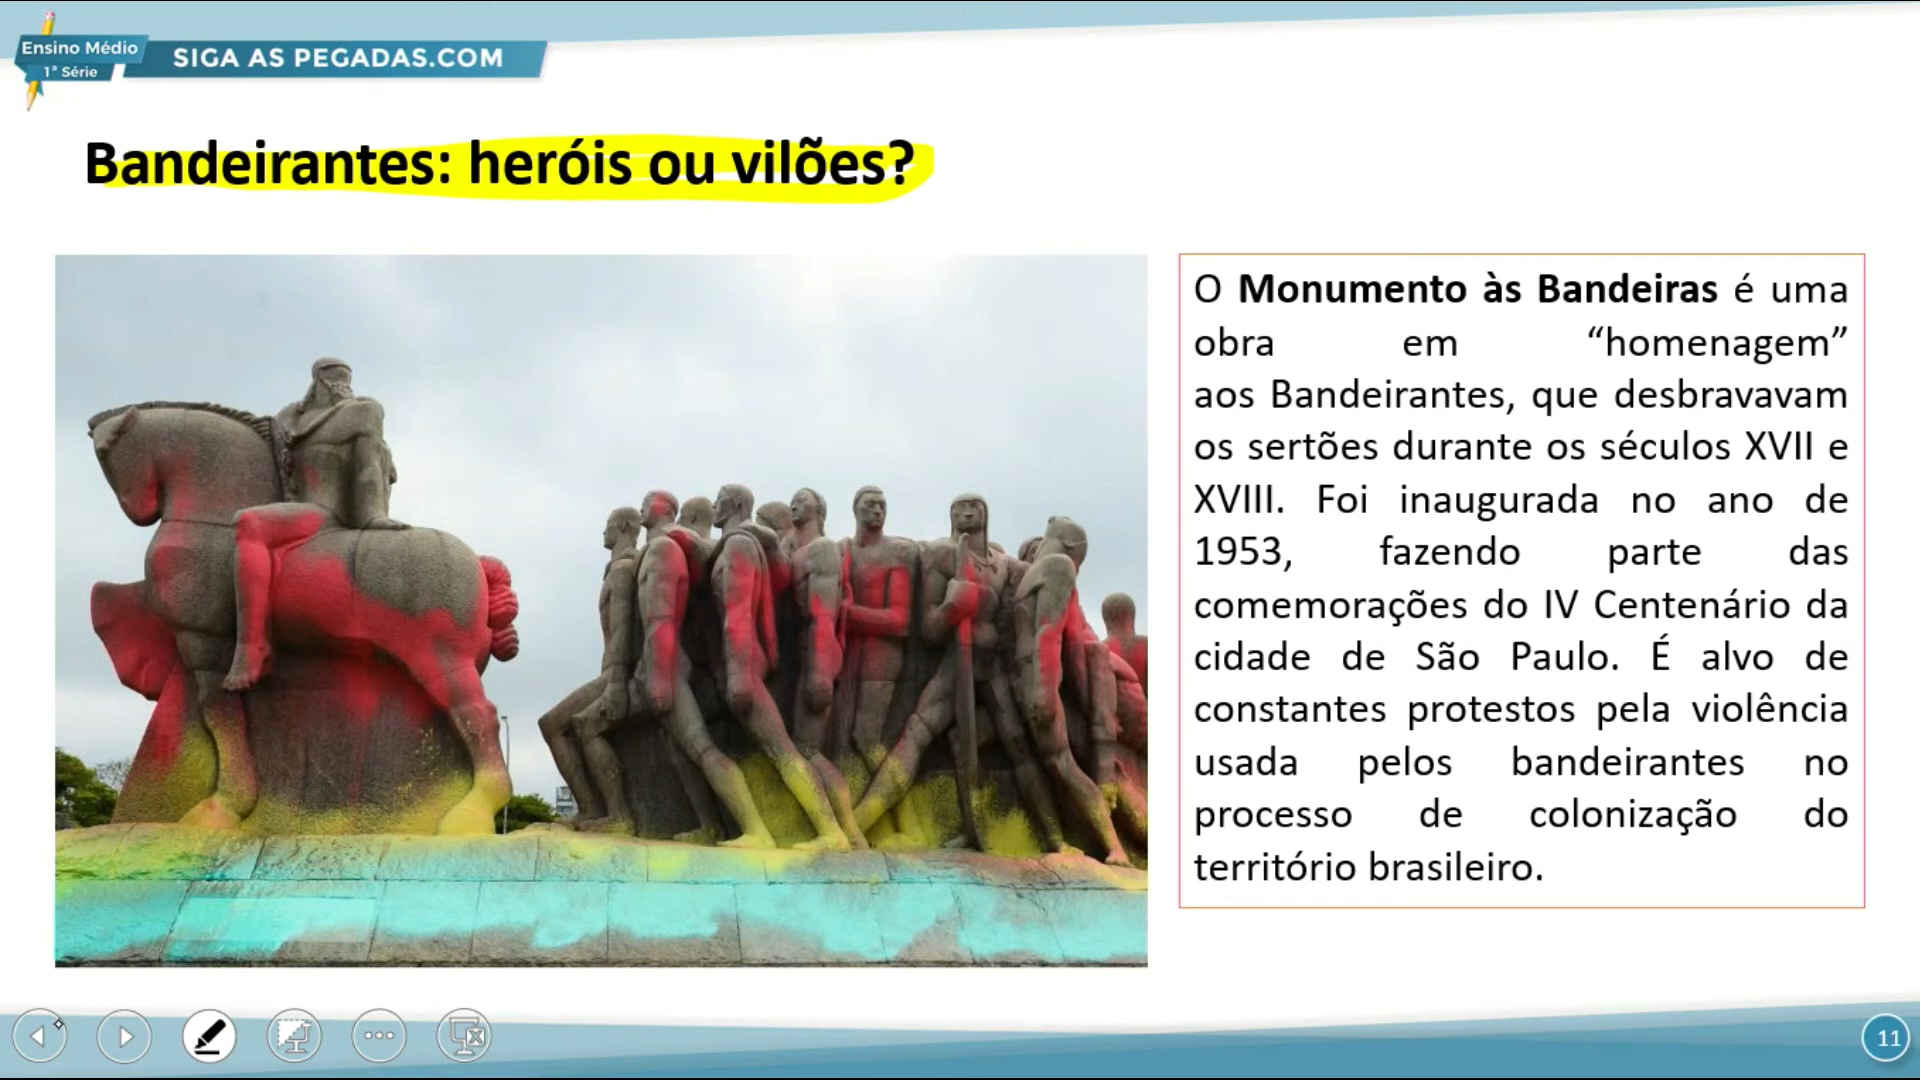 Ensino Médio
1ª Série
SIGA AS PEGADAS.COM
Bandeirantes: heróis ou vilões?
O Monumento às Bandeiras é uma
obra em “homenagem”
aos Bandeirantes, que desbravavam
os sertões durante os séculos XVII e
XVIII. Foi inaugurada no ano de
1953, fazendo parte das
comemorações do IV Centenário da
cidade de São Paulo. É alvo de
constantes protestos pela violência
usada pelos bandeirantes no
processo de colonização do
território brasileiro.
11